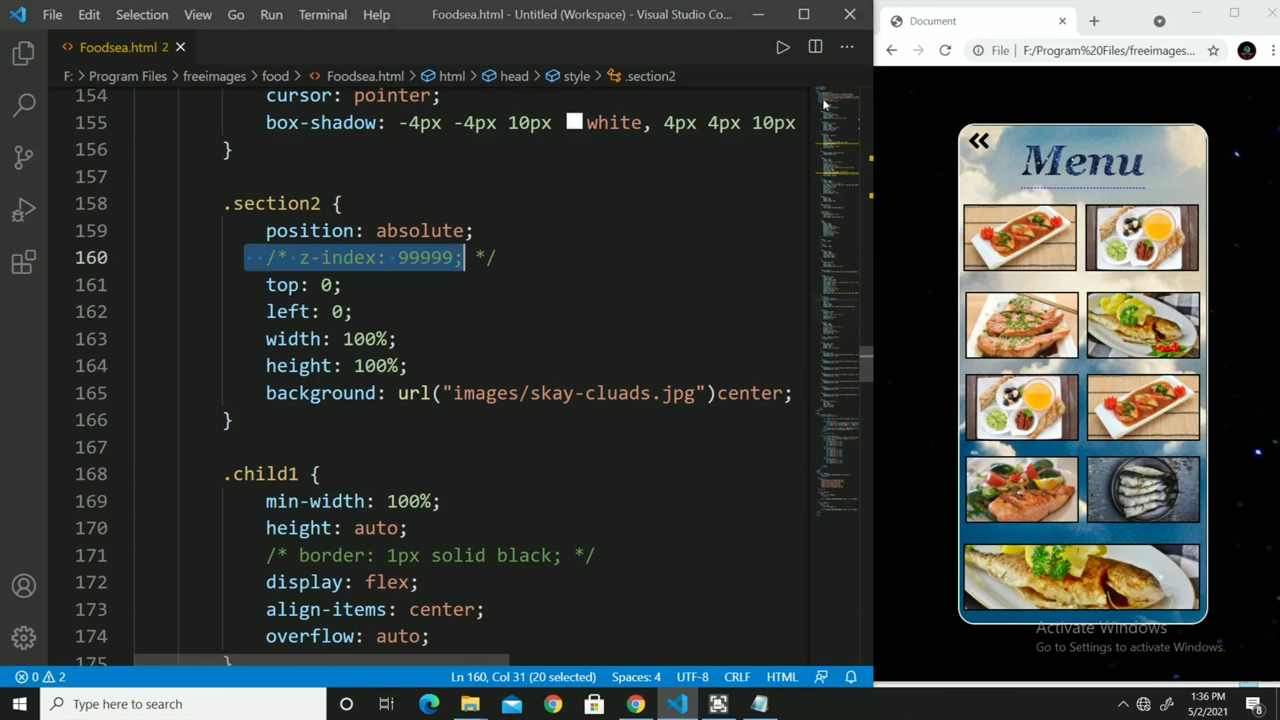 File Edit Selection View Go Run Terminal Help Foodsea.html - Untitled (Workspace) - Visual Studio Co...
Foodsea.html 2
F: > Program Files > freeimages > food > Foodsea.html > html > head > style > .section2
154 cursor: pointer;
155 box-shadow: -4px -4px 10px white, 4px 4px 10px
156 }
157
158 .section2 {
159 position: absolute;
160 /* z-index: 99999; */
161 top: 0;
162 left: 0;
163 width: 100%;
164 height: 100%;
165 background: url("images/skay-cluads.jpg")center;
166 }
167
168 .child1 {
169 min-width: 100%;
170 height: auto;
171 /* border: 1px solid black; */
172 display: flex;
173 align-items: center;
174 overflow: auto;
175 }
0 2 Ln 160, Col 31 (20 selected) Spaces: 4 UTF-8 CRLF HTML
Document
File F:/Program%20Files/freeimages...
Menu
Activate Windows
Go to Settings to activate Windows.
Type here to search
1:36 PM
5/2/2021
8